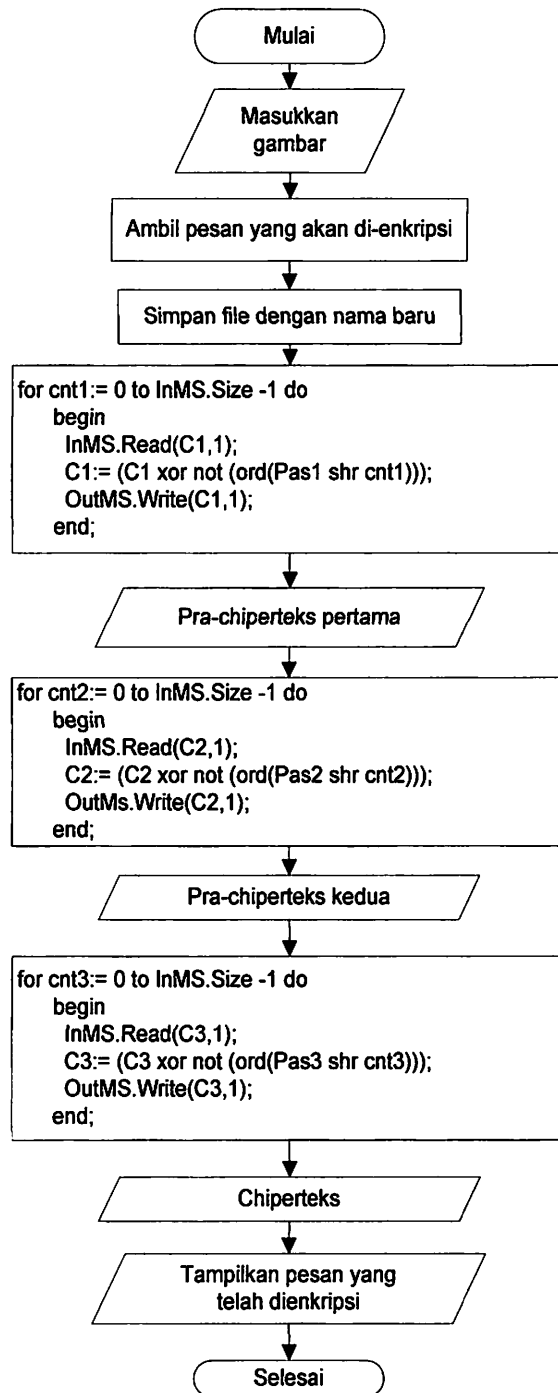 Mulai
Masukkan
gambar
Ambil pesan yang akan di-enkripsi
Simpan file dengan nama baru
for cnt1:= 0 to InMS.Size -1 do
begin
InMS.Read(C1,1);
C1:= (C1 xor not (ord(Pas1 shr cnt1)));
OutMS.Write(C1,1);
end;
Pra-chiperteks pertama
for cnt2:= 0 to InMS.Size -1 do
begin
InMS.Read(C2,1);
C2:= (C2 xor not (ord(Pas2 shr cnt2)));
OutMs.Write(C2,1);
end;
Pra-chiperteks kedua
for cnt3:= 0 to InMS.Size -1 do
begin
InMS.Read(C3,1);
C3:= (C3 xor not (ord(Pas3 shr cnt3)));
OutMS.Write(C3,1);
end;
Chiperteks
Tampilkan pesan yang
telah dienkripsi
Selesai